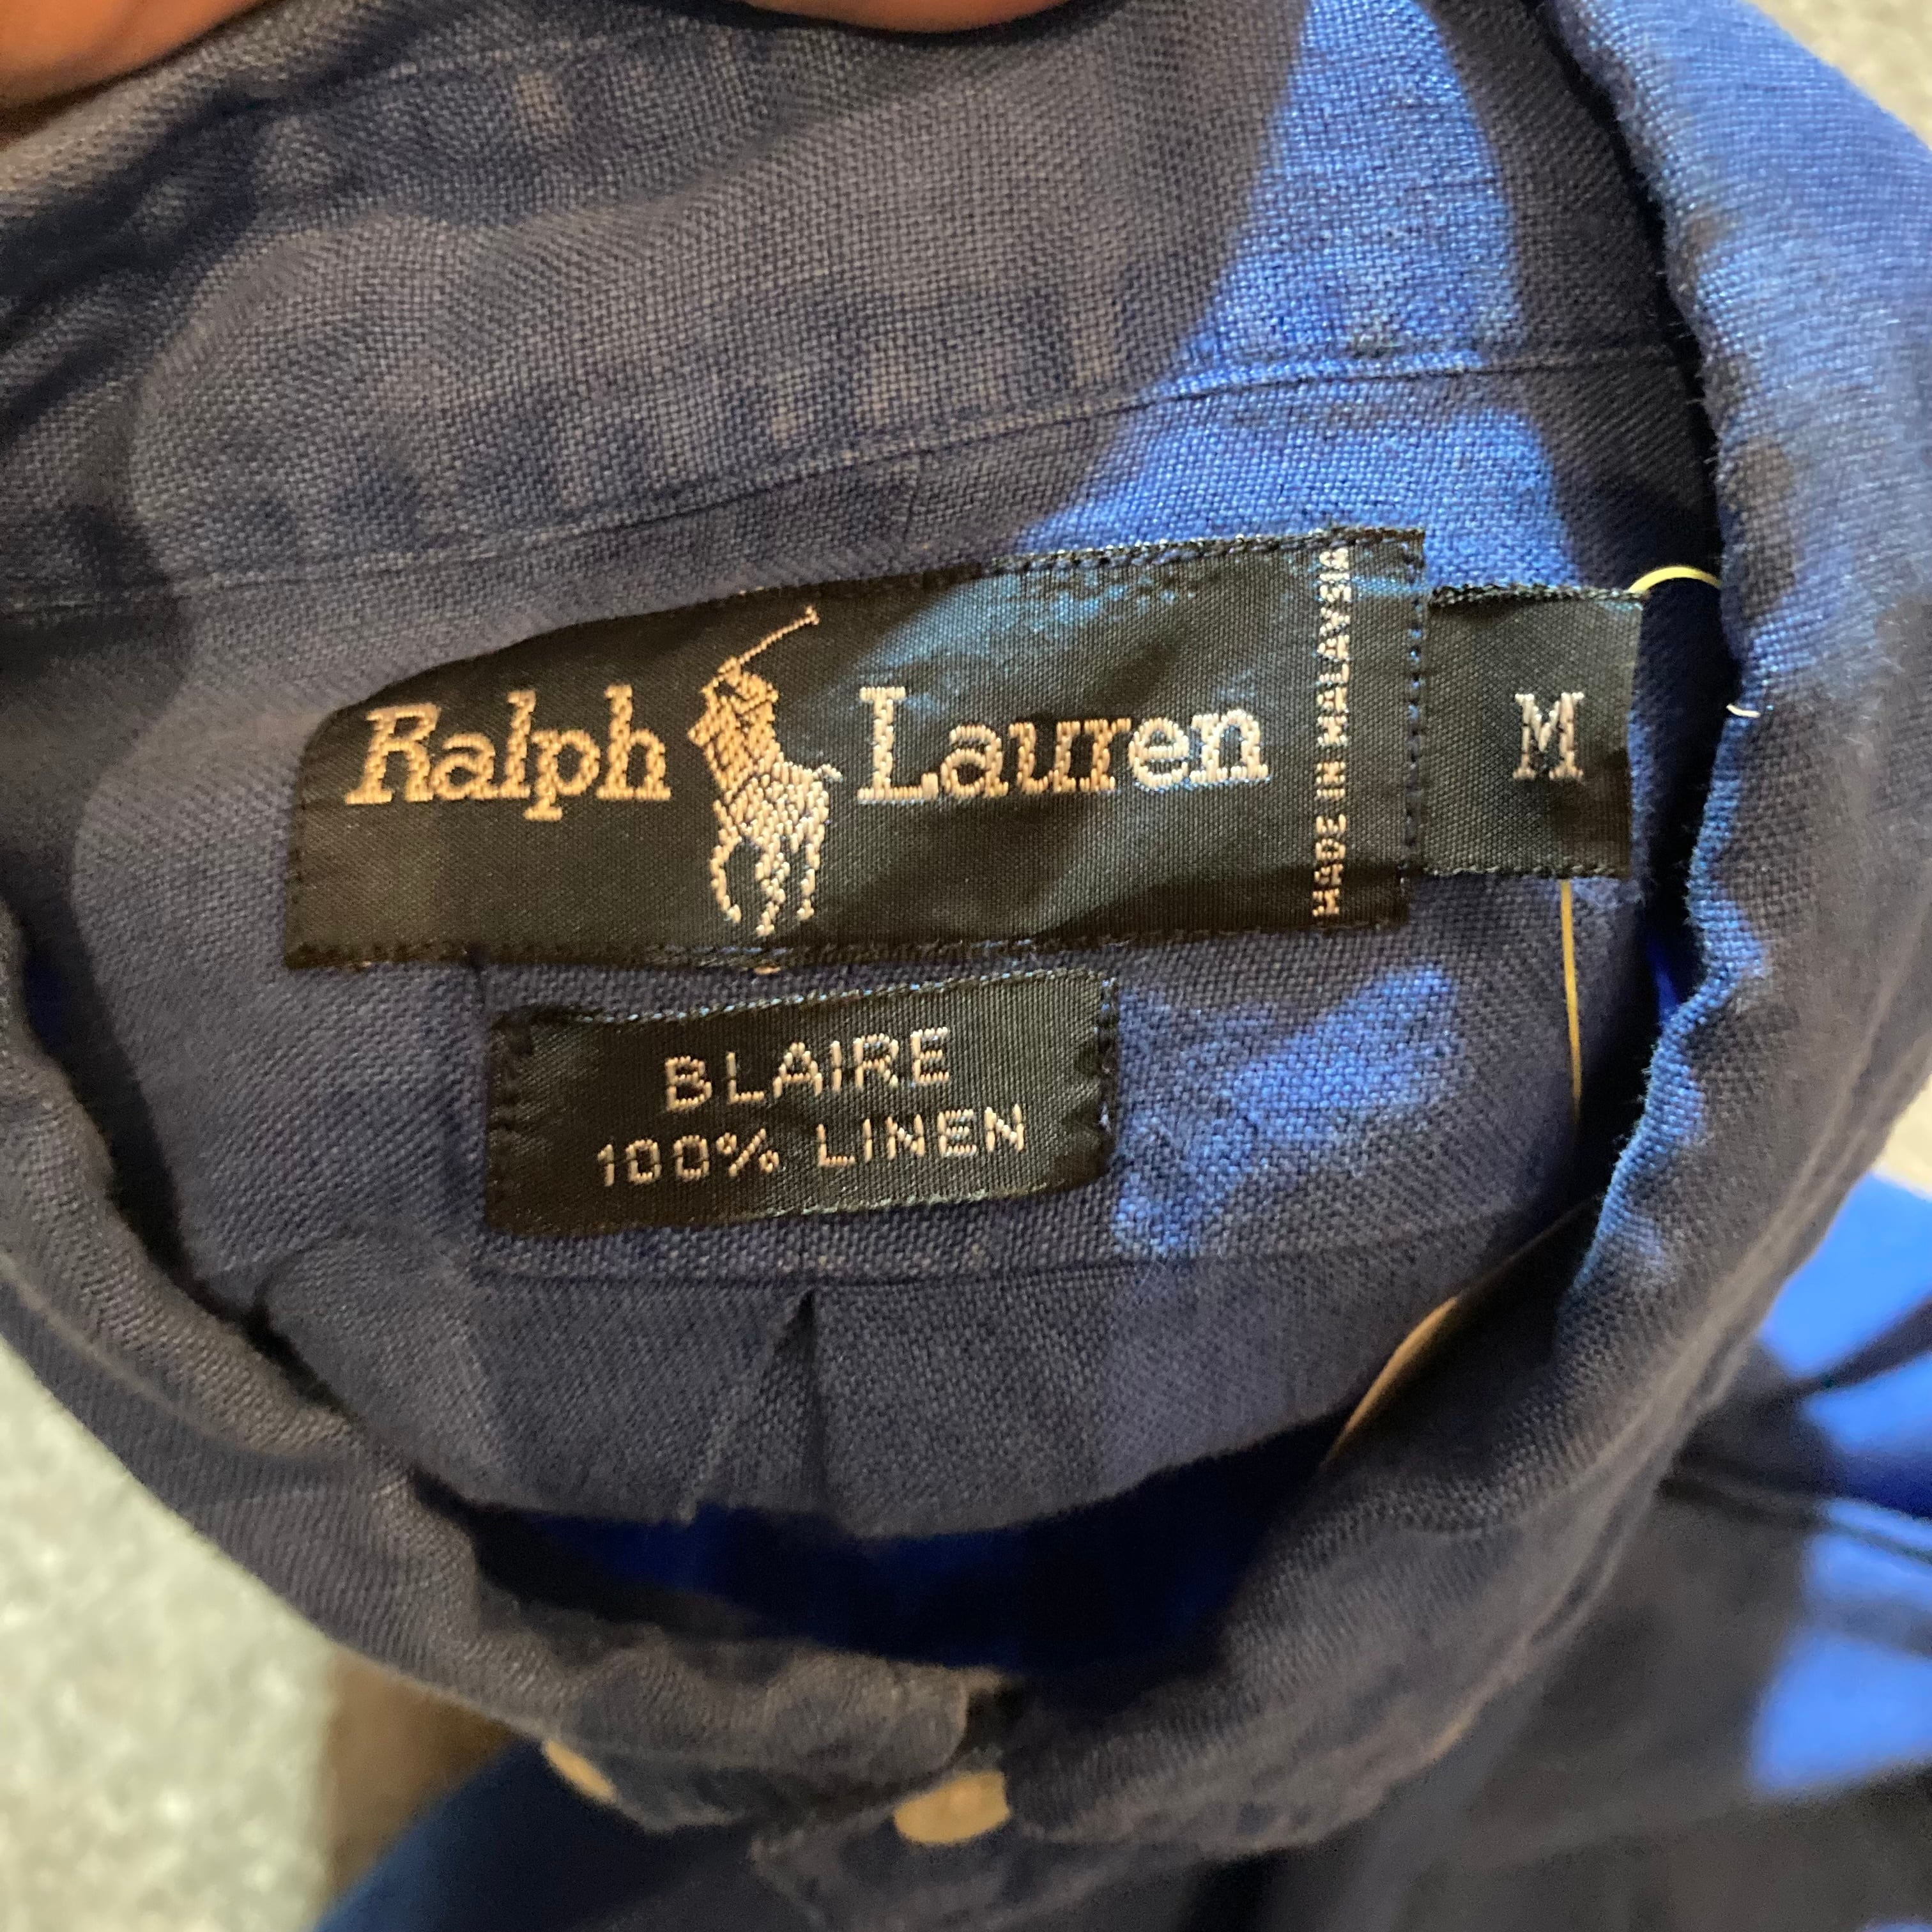 Ralph Lauren
MADE IN MALAYSIA
M
BLAIRE
100% LINEN